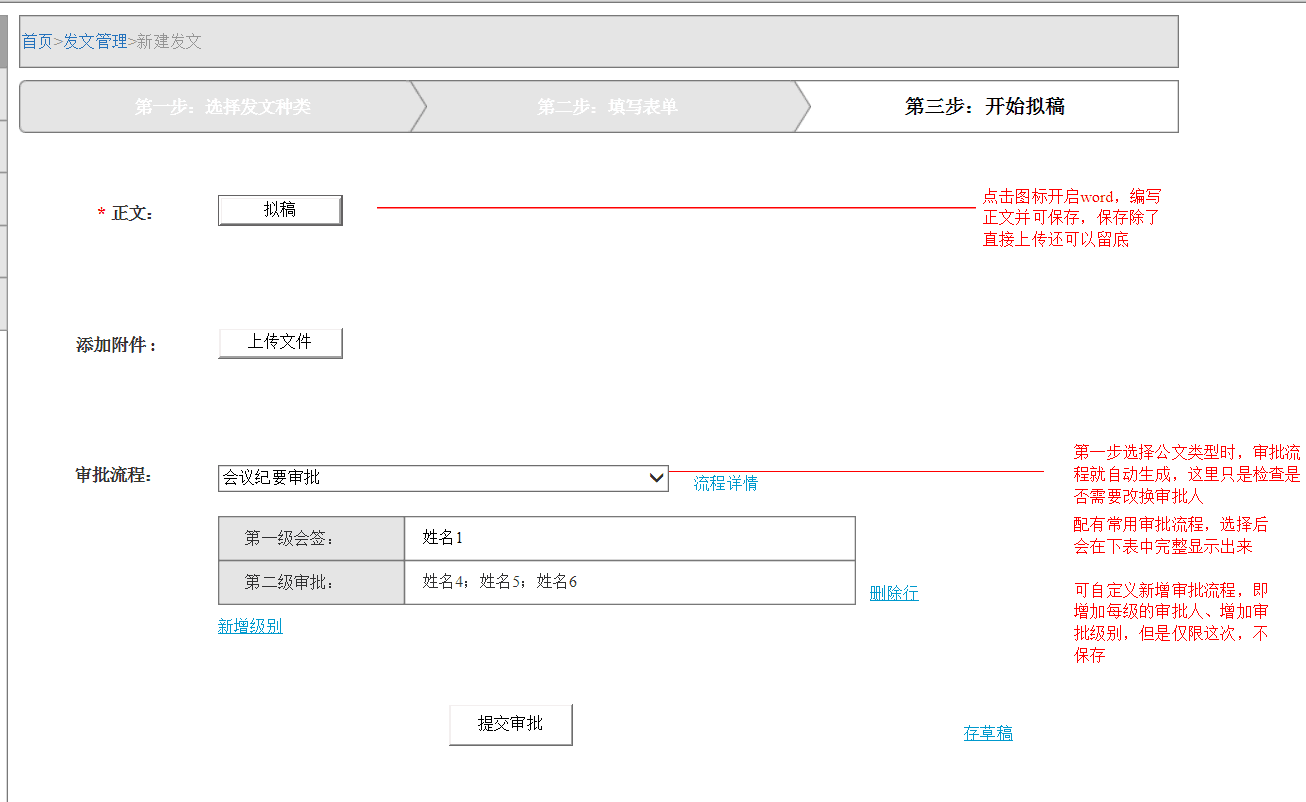 首页>发文管理>新建发文
第一步：选择发文种类
第二步：填写表单
第三步：开始拟稿
* 正文：
拟稿
点击图标开启word，编写
正文并可保存，保存除了
直接上传还可以留底
添加附件：
上传文件
审批流程：
会议纪要审批
流程详情
第一步选择公文类型时，审批流
程就自动生成，这里只是检查是
否需要改换审批人
配有常用审批流程，选择后
会在下表中完整显示出来
第一级会签：
姓名1
第二级审批：
姓名4；姓名5；姓名6
删除行
可自定义新增审批流程，即
增加每级的审批人、增加审
批级别，但是仅限这次，不
保存
新增级别
提交审批
存草稿